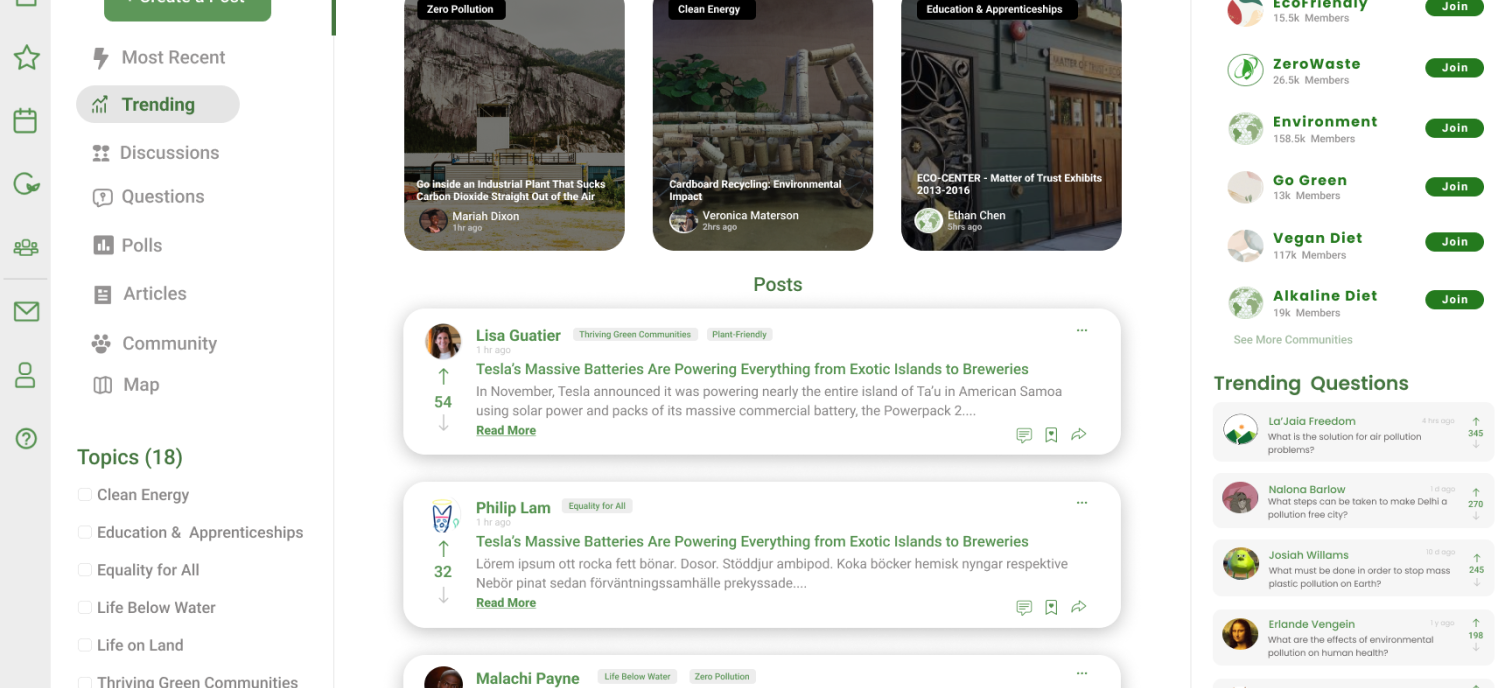 + Create a Post
Most Recent
Trending
Discussions
Questions
Polls
Articles
Community
Map
Topics (18)
Clean Energy
Education & Apprenticeships
Equality for All
Life Below Water
Life on Land
Thriving Green Communities
Zero Pollution
Go inside an Industrial Plant That Sucks
Carbon Dioxide Straight Out of the Air
Mariah Dixon
1hr ago
Clean Energy
Cardboard Recycling: Environmental
Impact
Veronica Materson
2hrs ago
Education & Apprenticeships
ECO-CENTER - Matter of Trust Exhibits
2013-2016
Ethan Chen
5hrs ago
Posts
Lisa Guatier Thriving Green Communities Plant-Friendly
1 hr ago
Tesla's Massive Batteries Are Powering Everything from Exotic Islands to Breweries
54
In November, Tesla announced it was powering nearly the entire island of Ta'u in American Samoa
using solar power and packs of its massive commercial battery, the Powerpack 2....
Read More
Philip Lam Equality for All
1 hr ago
Tesla's Massive Batteries Are Powering Everything from Exotic Islands to Breweries
32
Lörem ipsum ott rocka fett bönar. Dosor. Stöddjur ambipod. Koka böcker hemisk nyngar respektive
Nebör pinat sedan förväntningssamhälle prekyssade....
Read More
Malachi Payne Life Below Water Zero Pollution
EcoFriendly
15.5k Members
Join
ZeroWaste
26.5k Members
Join
Environment
158.5k Members
Join
Go Green
13k Members
Join
Vegan Diet
117k Members
Join
Alkaline Diet
19k Members
Join
See More Communities
Trending Questions
La'Jaia Freedom 4 hrs ago
What is the solution for air pollution
problems?
345
Nalona Barlow 1 d ago
What steps can be taken to make Delhi a
pollution free city?
270
Josiah Willams 10 d ago
What must be done in order to stop mass
plastic pollution on Earth?
245
Erlande Vengein 1 y ago
What are the effects of environmental
pollution on human health?
198